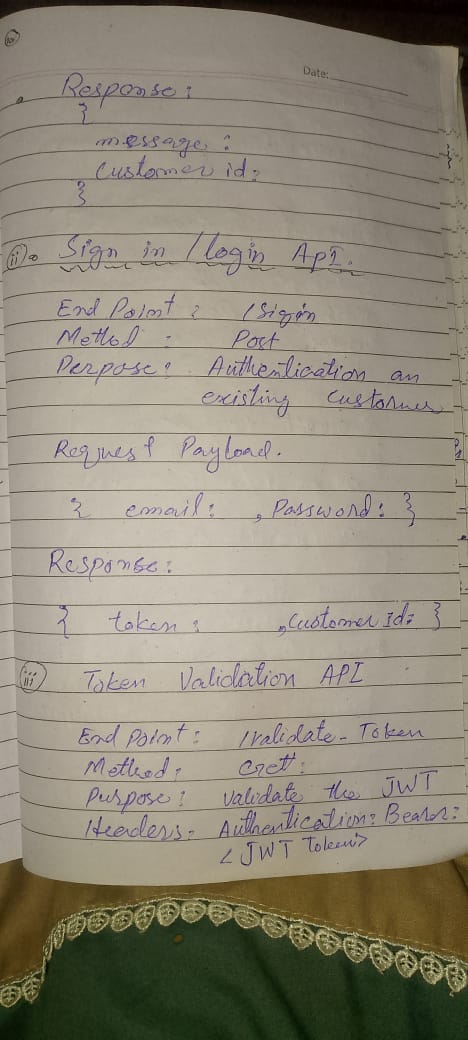 Date:
Response:
{
message:
Customer id:
}
ii. Sign in / login API.
End Point: /Sigin
Method: Post
Perpose: Authentication an
existing customer
Request Payload.
{ email: , Password: }
Response:
{ token: , Customer id: }
iii) Token Validation API
End Point: /validate-Token
Method: Gett:
Purpose: Validate the JWT
Headers- Authentication: Bearer:
<JWT Token>